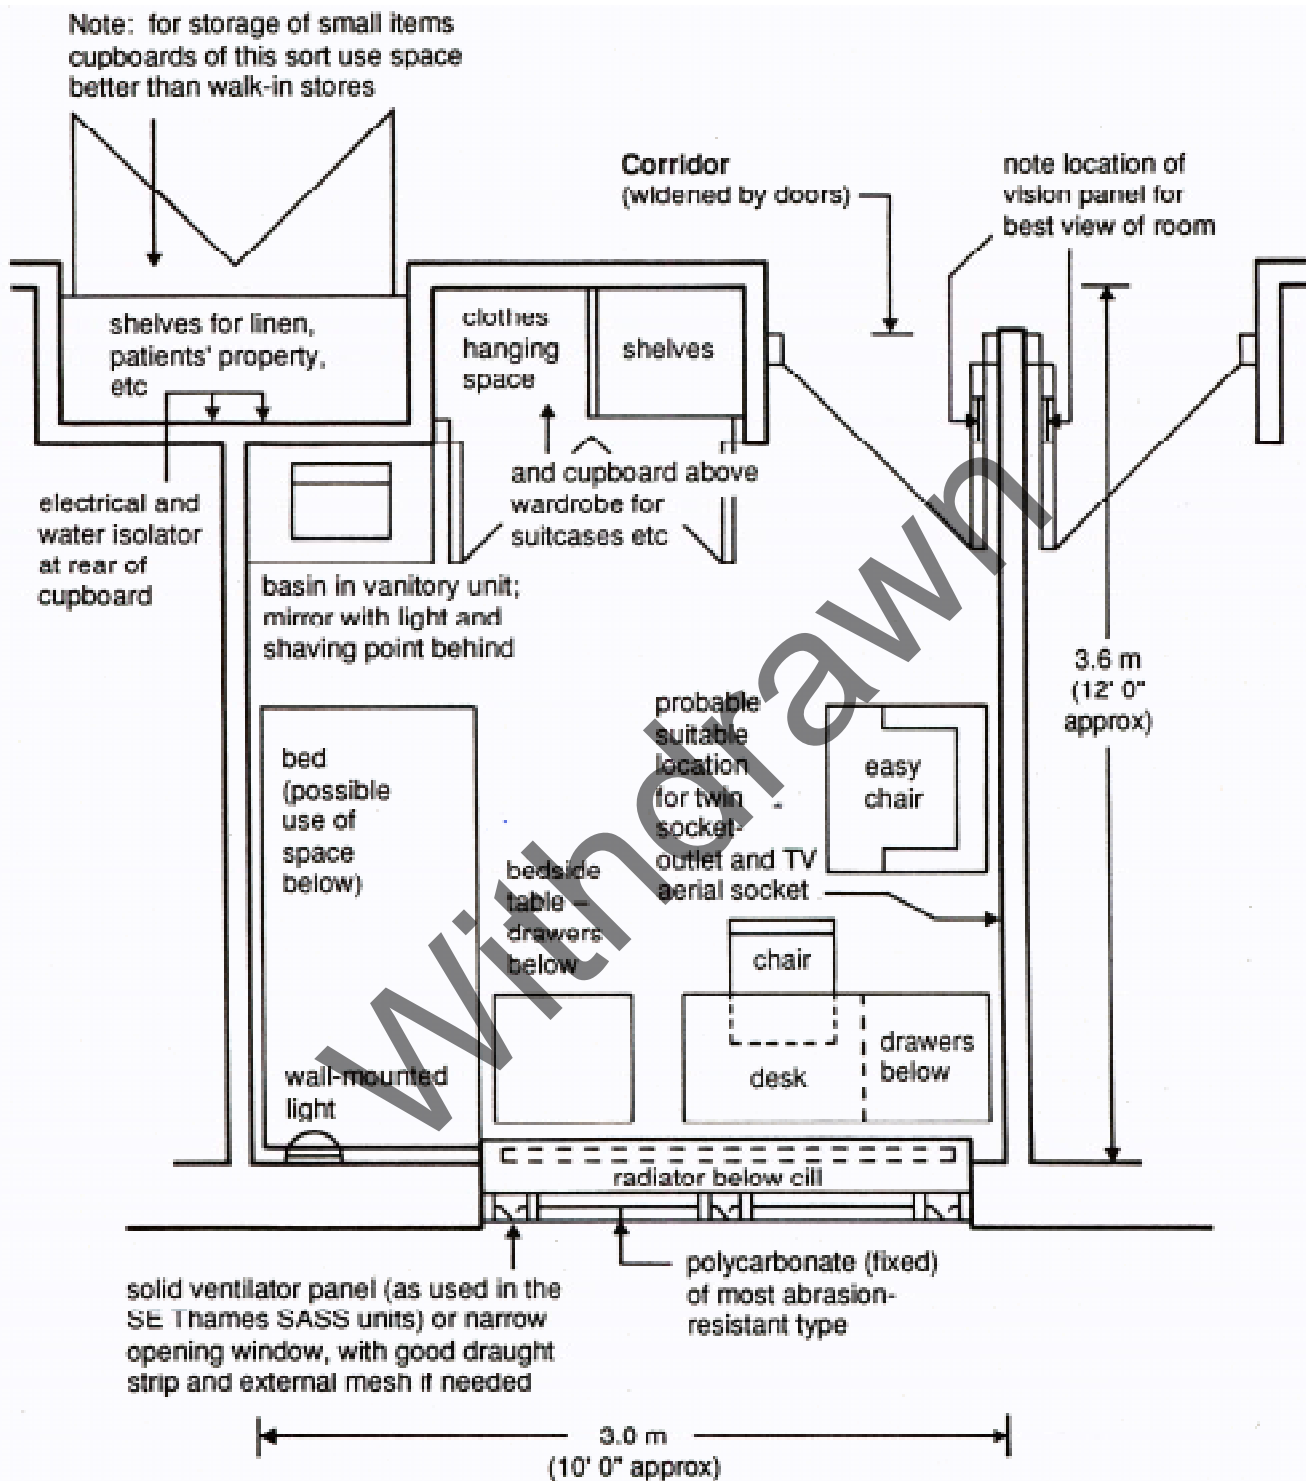 Note: for storage of small items
cupboards of this sort use space
better than walk-in stores
Corridor
(widened by doors)
note location of
vision panel for
best view of room
shelves for linen,
patients' property,
etc
clothes
hanging
space
shelves
electrical and
water isolator
at rear of
cupboard
and cupboard above
wardrobe for
suitcases etc
basin in vanitory unit;
mirror with light and
shaving point behind
3.6 m
(12' 0"
approx)
bed
(possible
use of
space
below)
probable
suitable
location
for twin
socket-
outlet and TV
aerial socket
easy
chair
bedside
table –
drawers
below
chair
desk
drawers
below
wall-mounted
light
radiator below cill
solid ventilator panel (as used in the
SE Thames SASS units) or narrow
opening window, with good draught
strip and external mesh if needed
polycarbonate (fixed)
of most abrasion-
resistant type
3.0 m
(10' 0" approx)
Withdrawn